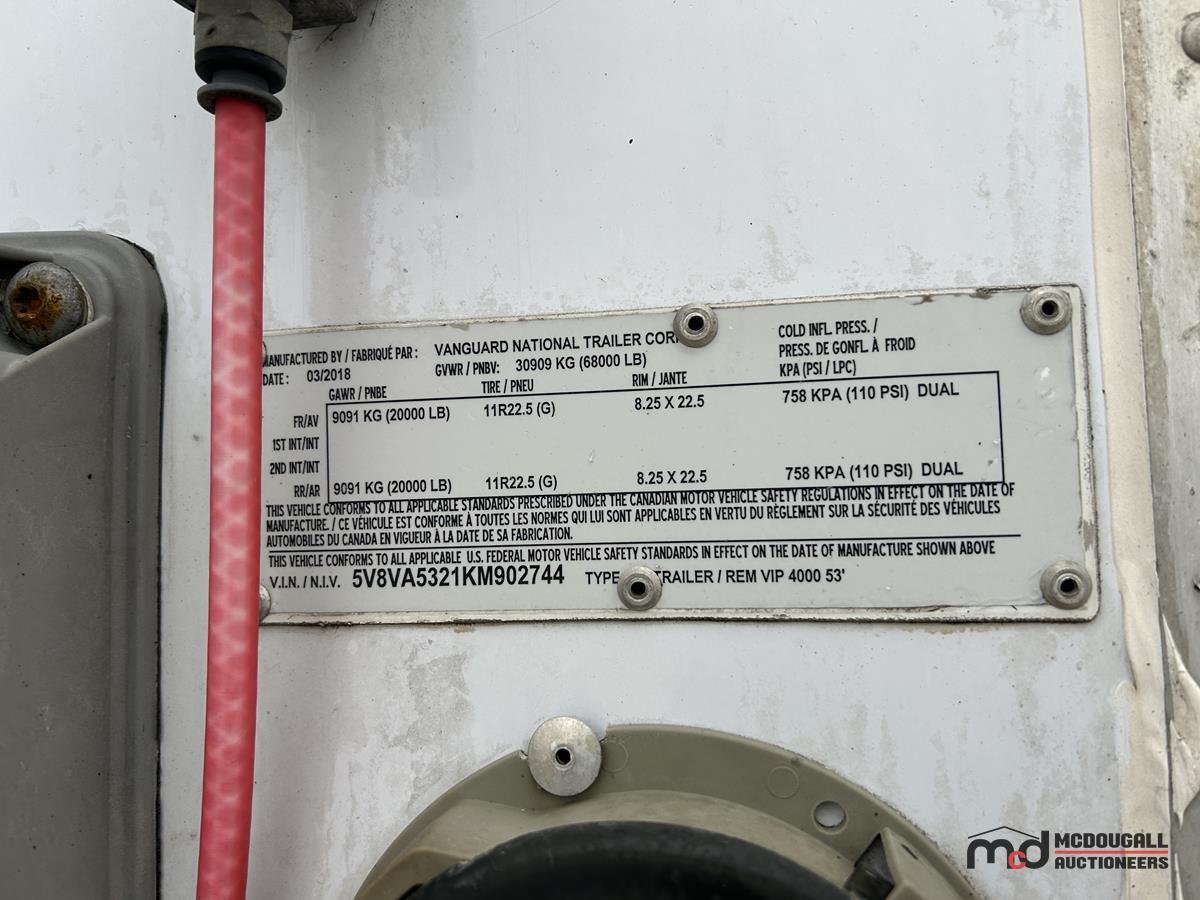 MANUFACTURED BY / FABRIQUÉ PAR : VANGUARD NATIONAL TRAILER COR
DATE : 03/2018 GVWR / PNBV: 30909 KG (68000 LB)
COLD INFL. PRESS. /
PRESS. DE GONFL. À FROID
KPA (PSI / LPC)
GAWR / PNBE TIRE / PNEU RIM / JANTE
FR/AV 9091 KG (20000 LB) 11R22.5 (G) 8.25 X 22.5 758 KPA (110 PSI) DUAL
1ST INT/INT
2ND INT/INT
RR/AR 9091 KG (20000 LB) 11R22.5 (G) 8.25 X 22.5 758 KPA (110 PSI) DUAL
THIS VEHICLE CONFORMS TO ALL APPLICABLE STANDARDS PRESCRIBED UNDER THE CANADIAN MOTOR VEHICLE SAFETY REGULATIONS IN EFFECT ON THE DATE OF
MANUFACTURE. / CE VÉHICULE EST CONFORME À TOUTES LES NORMES QUI LUI SONT APPLICABLES EN VERTU DU RÈGLEMENT SUR LA SÉCURITÉ DES VÉHICULES
AUTOMOBILES DU CANADA EN VIGUEUR À LA DATE DE SA FABRICATION.
THIS VEHICLE CONFORMS TO ALL APPLICABLE U.S. FEDERAL MOTOR VEHICLE SAFETY STANDARDS IN EFFECT ON THE DATE OF MANUFACTURE SHOWN ABOVE
V.I.N. / N.I.V. 5V8VA5321KM902744 TYPE TRAILER / REM VIP 4000 53'
mcd MCDOUGALL
AUCTIONEERS